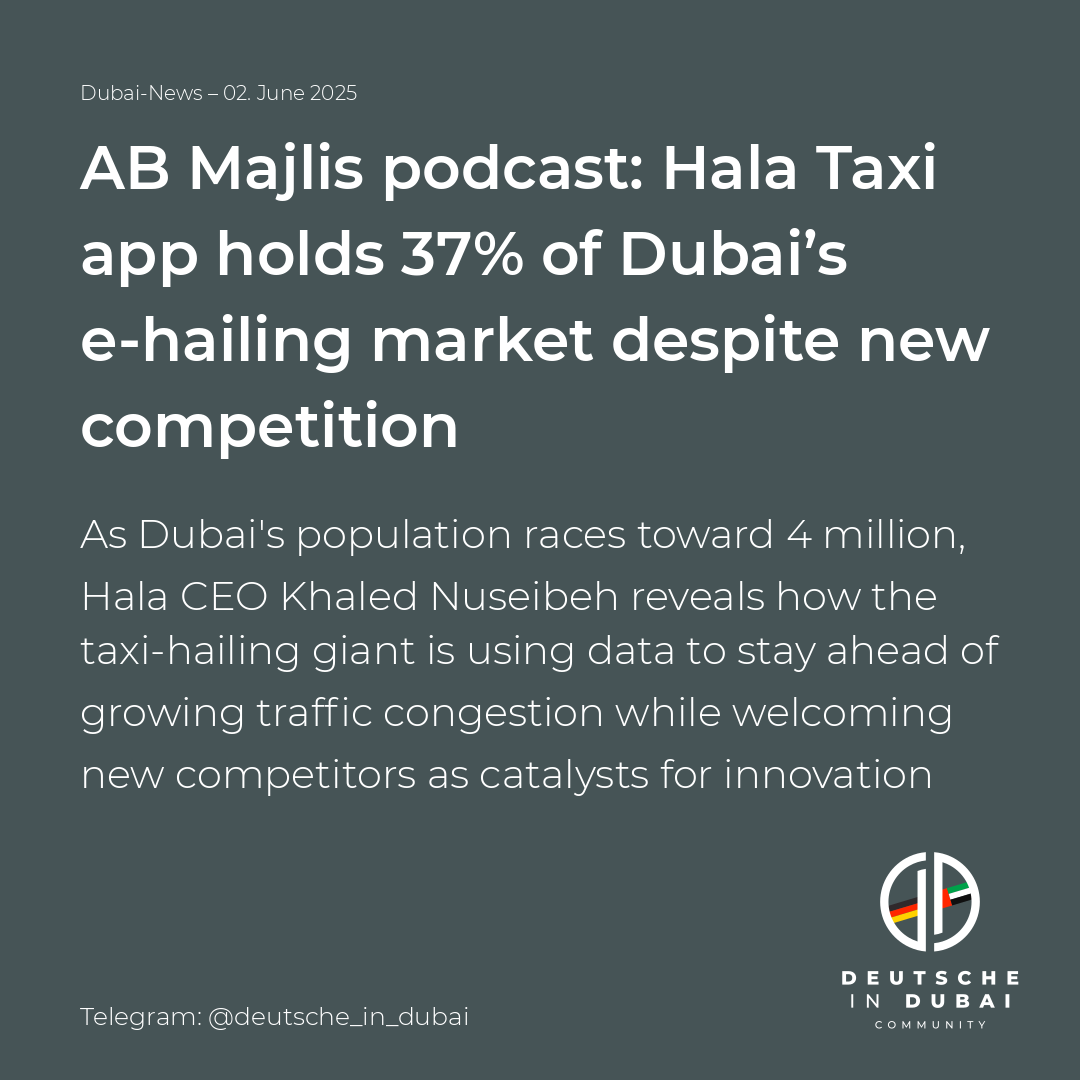 Dubai-News – 02. June 2025
AB Majlis podcast: Hala Taxi
app holds 37% of Dubai’s
e-hailing market despite new
competition
As Dubai's population races toward 4 million,
Hala CEO Khaled Nuseibeh reveals how the
taxi-hailing giant is using data to stay ahead of
growing traffic congestion while welcoming
new competitors as catalysts for innovation
DEUTSCHE
IN DUBAI
COMMUNITY
Telegram: @deutsche_in_dubai